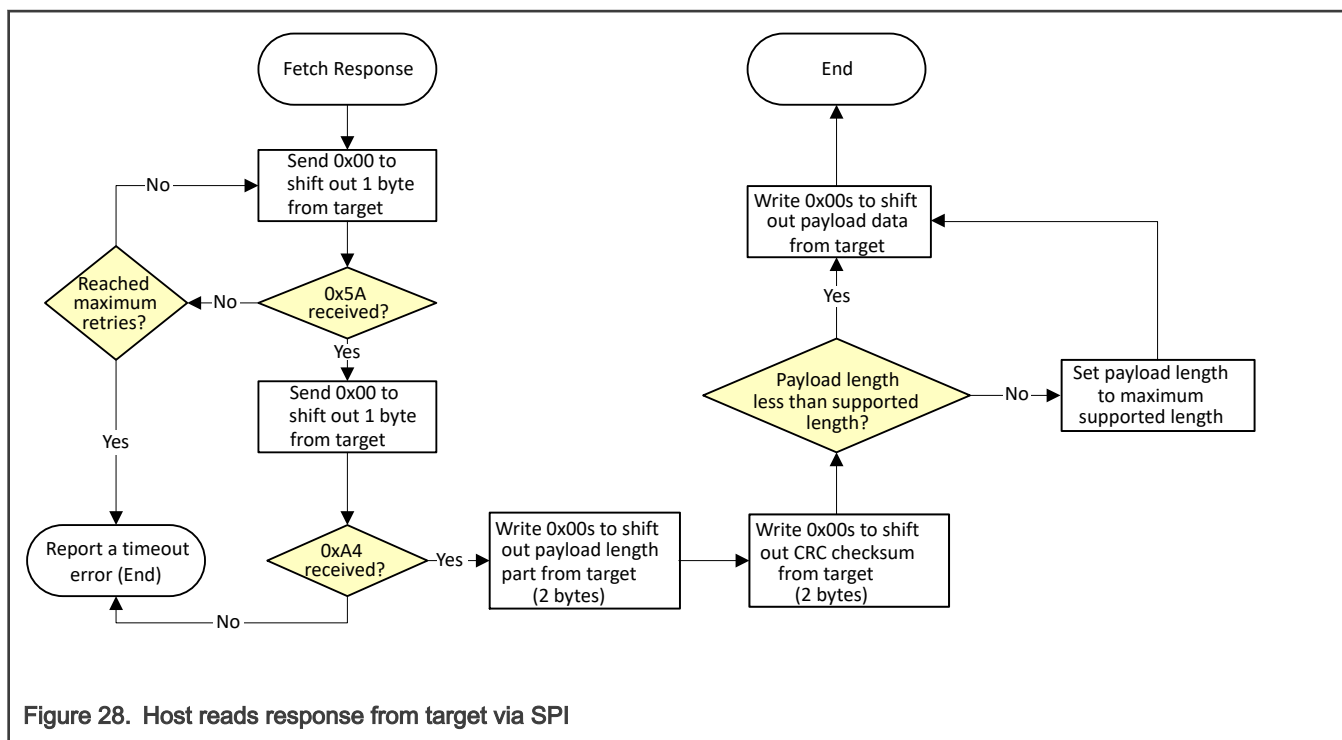 Fetch Response
Send 0x00 to
shift out 1 byte
from target
No
Reached
maximum
retries?
No
0x5A
received?
Yes
Send 0x00 to
shift out 1 byte
from target
Yes
Report a timeout
error (End)
0xA4
received?
No
Yes
Write 0x00s to shift
out payload length
part from target
(2 bytes)
Write 0x00s to shift
out CRC checksum
from target
(2 bytes)
Payload length
less than supported
length?
No
Set payload length
to maximum
supported length
Yes
Write 0x00s to shift
out payload data
from target
End
Figure 28. Host reads response from target via SPI